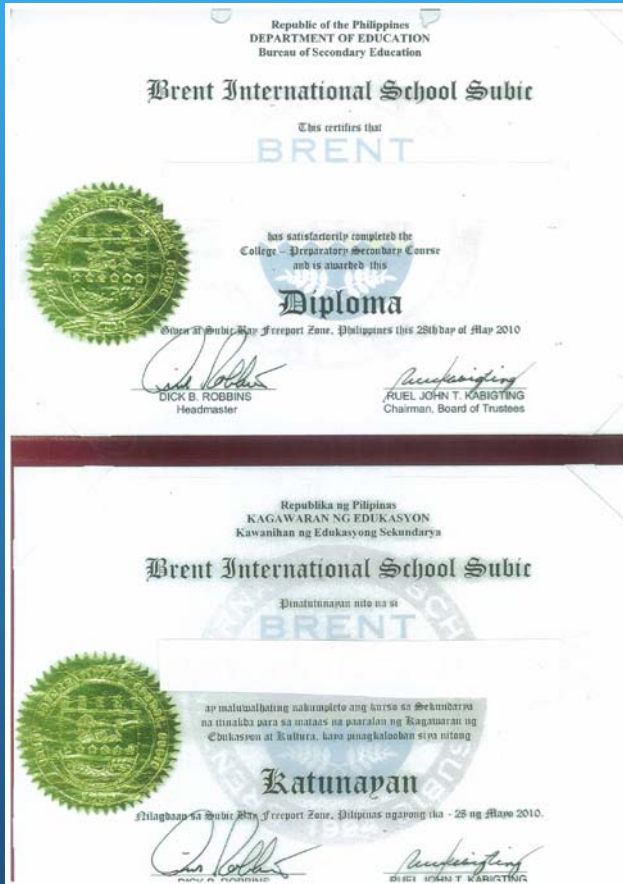 Republic of the Philippines
DEPARTMENT OF EDUCATION
Bureau of Secondary Education
Brent International School Subic
This certifies that
BRENT
has satisfactorily completed the
College – Preparatory Secondary Course
and is awarded this
Diploma
Given at Subic Bay Freeport Zone, Philippines this 28th day of May 2010
DICK B. ROBBINS
Headmaster
RUEL JOHN T. KABIGTING
Chairman, Board of Trustees
Republika ng Pilipinas
KAGAWARAN NG EDUKASYON
Kawanihan ng Edukasyong Sekundarya
Brent International School Subic
Pinatutunayan nito na si
BRENT
ay maluwalhating nakumpleto ang kurso sa Sekundarya
na itinakda para sa mataas na paaralan ng Kagawaran ng
Edukasyon at Kultura, kaya pinagkalooban siya nitong
Katunayan
Nilagdaan sa Subic Bay Freeport Zone, Pilipinas ngayong ika - 28 ng Mayo 2010.
DICK B. ROBBINS
RUEL JOHN T. KABIGTING